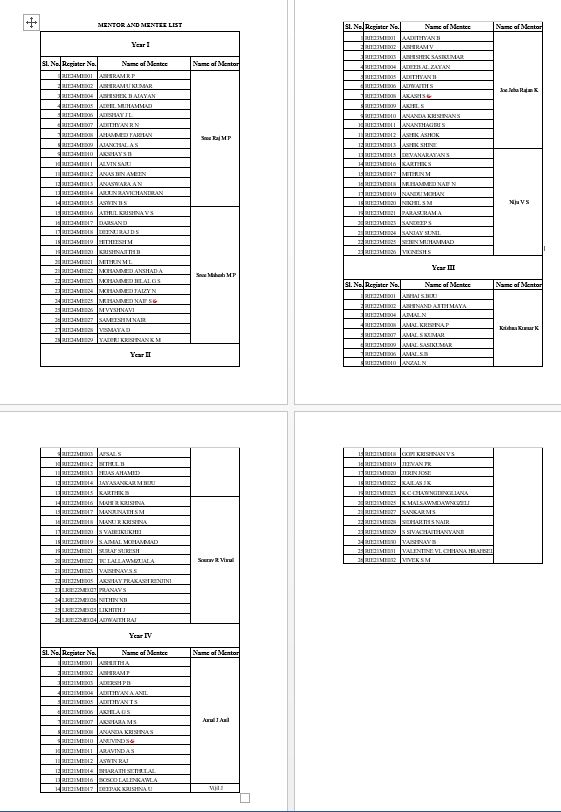 MENTOR AND MENTEE LIST
Year I
Sl. No. Register No. Name of Mentee Name of Mentor
1 RIE24ME001 ABHIRAM R P
2 RIE24ME002 ABHIRAM U KUMAR
3 RIE24ME004 ABHISHEK B AJAYAN
4 RIE24ME005 ADHIL MUHAMMAD
5 RIE24ME006 ADISHAY J L
6 RIE24ME007 ADITHYAN R N
7 RIE24ME008 AHAMMED FARHAN
Sree Raj M P
8 RIE24ME009 AJANCHAL A S
9 RIE24ME010 AKSHAY S B
10 RIE24ME011 ALVIN SAJU
11 RIE24ME012 ANAS BIN AMEEN
12 RIE24ME013 ANASWARA A N
13 RIE24ME014 ARJUN RAVICHANDRAN
14 RIE24ME015 ASWIN B S
15 RIE24ME016 ATHUL KRISHNA V S
16 RIE24ME017 DARSAN D
17 RIE24ME018 DEENU RAJ D S
18 RIE24ME019 HITHEESH M
19 RIE24ME020 KRISHNAJITH B
20 RIE24ME021 MITHUN M L
21 RIE24ME022 MOHAMMED ANSHAD A
Sree Mahesh M P
22 RIE24ME023 MOHAMMED BILAL G S
23 RIE24ME024 MOHAMMED FAIZY N
24 RIE24ME025 MUHAMMED NAIF S
25 RIE24ME026 M VYSHNAVI
26 RIE24ME027 SAMEESH M NAIR
27 RIE24ME028 VISMAYA D
28 RIE24ME029 YADHU KRISHNAN K M
Year II
Sl. No. Register No. Name of Mentee Name of Mentor
1 RIE23ME001 AADITHYAN B
2 RIE23ME002 ABHIRAM V
3 RIE23ME003 ABHISHEK SASIKUMAR
4 RIE23ME004 ADEEB AL ZAYAN
5 RIE23ME005 ADITHYAN B
6 RIE23ME006 ADWAITH S
Joe Jeba Rajan K
7 RIE23ME008 AKASH S
8 RIE23ME009 AKHIL S
9 RIE23ME010 ANANDA KRISHNAN S
10 RIE23ME011 ANANTHAGIRI S
11 RIE23ME012 ASHIK ASHOK
12 RIE23ME013 ASHIK SHINE
13 RIE23ME015 DEVANARAYAN S
14 RIE23ME016 KARTHIK S
15 RIE23ME017 MITHUN M
16 RIE23ME018 MUHAMMED NAIF N
17 RIE23ME019 NANDU MOHAN
18 RIE23ME020 NIKHIL S M
Niju V S
19 RIE23ME021 PARASURAM A
20 RIE23ME023 SANDEEP S
21 RIE23ME024 SANJAY SUNIL
22 RIE23ME025 SEBIN MUHAMMAD
23 RIE23ME026 VIGNESH S
Year III
Sl. No. Register No. Name of Mentee Name of Mentor
1 RIE22ME001 ABHAI S.BIJU
2 RIE22ME002 ABHINAND AJITH MAYA
3 RIE22ME004 AJMAL N
4 RIE22ME008 AMAL KRISHNA.P
Krishna Kumar K
5 RIE22ME007 AMAL S KUMAR
6 RIE22ME009 AMAL SASIKUMAR
7 RIE22ME006 AMAL.S.B
8 RIE22ME010 ANZAL N
9 RIE22ME003 AFSAL S
10 RIE22ME012 BITHUL B
11 RIE22ME013 HIJAS AHAMED
12 RIE22ME014 JAYASANKAR M BIJU
13 RIE22ME015 KARTHIK B
14 RIE22ME016 MAHI R KRISHNA
15 RIE22ME017 MANJUNATH S M
16 RIE22ME018 MANU R KRISHNA
17 RIE22ME020 S VABEIKUKHEI
18 RIE22ME019 S.AJMAL MOHAMMAD
19 RIE22ME021 SURAF SURESH
20 RIE22ME022 TC LALLAWMZUALA
Sourav R Vimal
21 RIE22ME023 VAISHNAV.S.S
22 RIE22ME005 AKSHAY PRAKASH RENJINI
23 LRIE22ME027 PRANAV S
24 LRIE22ME026 NITHIN NB
25 LRIE22ME025 LIKHITH J
26 LRIE22ME024 ADWAITH RAJ
Year IV
Sl. No. Register No. Name of Mentee Name of Mentor
1 RIE21ME001 ABHIJITH A
2 RIE21ME002 ABHIRAM P
3 RIE21ME003 ADERSH P B
4 RIE21ME004 ADITHYAN A ANIL
5 RIE21ME005 ADITHYAN T S
6 RIE21ME006 AKHILA G S
7 RIE21ME007 AKSHARA M S
Amal J Anil
8 RIE21ME008 ANANDA KRISHNA S
9 RIE21ME010 ANUVIND S
10 RIE21ME011 ARAVIND A S
11 RIE21ME012 ASWIN RAJ
12 RIE21ME014 BHARATH SETHULAL
13 RIE21ME016 BOSCO LALENKAWLA
14 RIE21ME017 DEEPAK KRISHNA U Vijil J
15 RIE21ME018 GOPI KRISHNAN V S
16 RIE21ME019 JEEVAN PR
17 RIE21ME020 JERIN JOSE
18 RIE21ME022 KAILAS J K
19 RIE21ME023 K C CHAWNGDINGLIANA
20 RIE21ME025 K MALSAWMDAWNGZELI
21 RIE21ME027 SANKAR M S
22 RIE21ME028 SIDHARTH S NAIR
23 RIE21ME029 S SIVACHAITHANYANJI
24 RIE21ME030 VAISHNAV B
25 RIE21ME031 VALENTINE VL CHHANA HRAHSEL
26 RIE21ME032 VIVEK S M